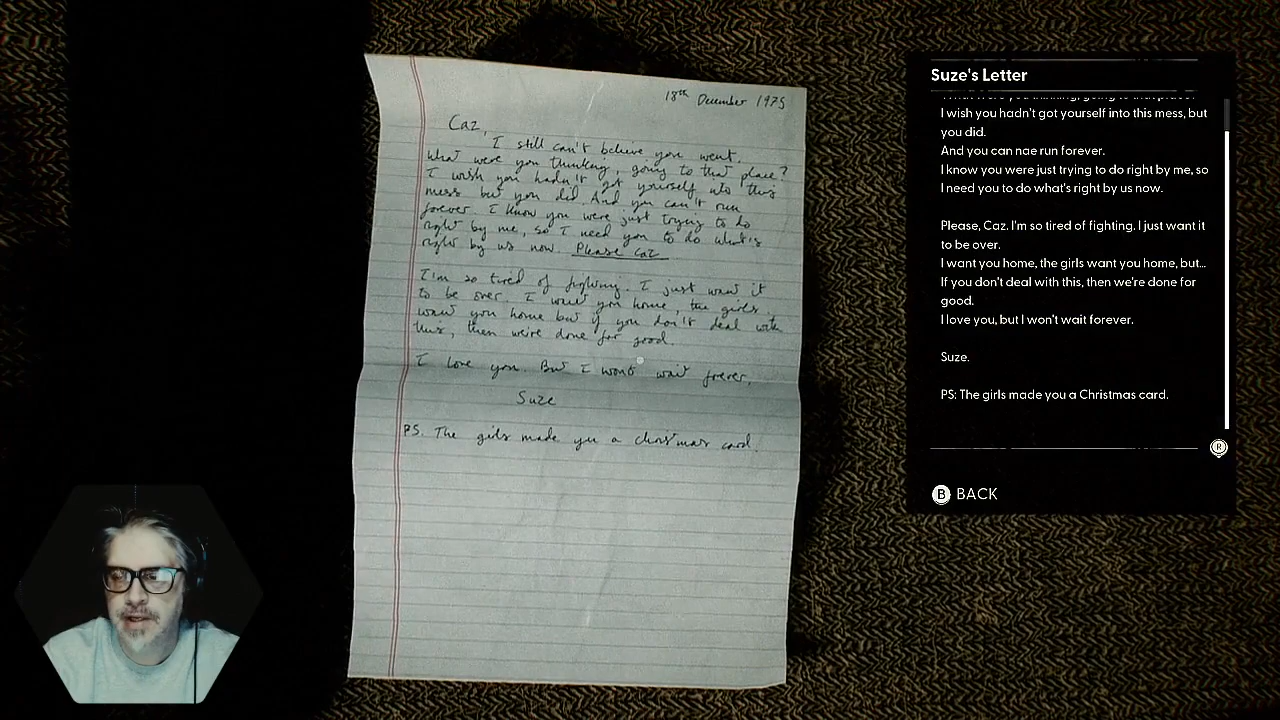 18th December 1975
Caz,
I still can't believe you went.
What were you thinking, going to that place?
I wish you hadn't got yourself into this
mess but you did. And you can't run
forever. I know you were just trying to do
right by me, so I need you to do what's
right by us now. Please Caz
I'm so tired of fighting. I just want it
to be over. I want you home, the girls
want you home but if you don't deal with
this, then we're done for good.
I love you. But I won't wait forever,
Suze
PS. The girls made you a Christmas card.
Suze's Letter
What were you thinking, going to that place?
I wish you hadn't got yourself into this mess, but
you did.
And you can nae run forever.
I know you were just trying to do right by me, so
I need you to do what's right by us now.
Please, Caz. I'm so tired of fighting. I just want it
to be over.
I want you home, the girls want you home, but...
If you don't deal with this, then we're done for
good.
I love you, but I won't wait forever.
Suze.
PS: The girls made you a Christmas card.
R
B BACK